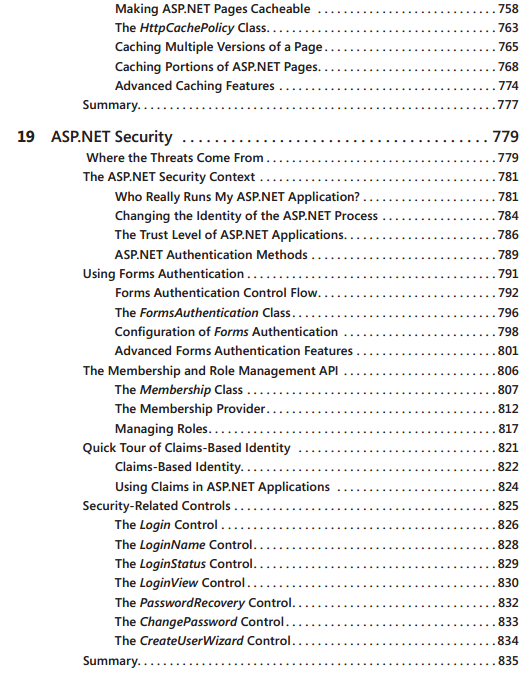 Making ASP.NET Pages Cacheable . . . . . . . . . . . . . . . . . . . . . . . . . . . . 758
The HttpCachePolicy Class. . . . . . . . . . . . . . . . . . . . . . . . . . . . . . . . . . . . 763
Caching Multiple Versions of a Page . . . . . . . . . . . . . . . . . . . . . . . . . . . 765
Caching Portions of ASP.NET Pages. . . . . . . . . . . . . . . . . . . . . . . . . . . . 768
Advanced Caching Features . . . . . . . . . . . . . . . . . . . . . . . . . . . . . . . . . . 774
Summary. . . . . . . . . . . . . . . . . . . . . . . . . . . . . . . . . . . . . . . . . . . . . . . . . . . . . . . 777
19 ASP.NET Security . . . . . . . . . . . . . . . . . . . . . . . . . . . . . . . . . . . . . 779
Where the Threats Come From . . . . . . . . . . . . . . . . . . . . . . . . . . . . . . . . . . . 779
The ASP.NET Security Context . . . . . . . . . . . . . . . . . . . . . . . . . . . . . . . . . . . . 781
Who Really Runs My ASP.NET Application? . . . . . . . . . . . . . . . . . . . . . 781
Changing the Identity of the ASP.NET Process . . . . . . . . . . . . . . . . . . 784
The Trust Level of ASP.NET Applications. . . . . . . . . . . . . . . . . . . . . . . . 786
ASP.NET Authentication Methods . . . . . . . . . . . . . . . . . . . . . . . . . . . . . 789
Using Forms Authentication . . . . . . . . . . . . . . . . . . . . . . . . . . . . . . . . . . . . . . 791
Forms Authentication Control Flow. . . . . . . . . . . . . . . . . . . . . . . . . . . . 792
The FormsAuthentication Class. . . . . . . . . . . . . . . . . . . . . . . . . . . . . . . . 796
Configuration of Forms Authentication . . . . . . . . . . . . . . . . . . . . . . . . 798
Advanced Forms Authentication Features . . . . . . . . . . . . . . . . . . . . . . 801
The Membership and Role Management API . . . . . . . . . . . . . . . . . . . . . . . . 806
The Membership Class . . . . . . . . . . . . . . . . . . . . . . . . . . . . . . . . . . . . . . . 807
The Membership Provider. . . . . . . . . . . . . . . . . . . . . . . . . . . . . . . . . . . . 812
Managing Roles. . . . . . . . . . . . . . . . . . . . . . . . . . . . . . . . . . . . . . . . . . . . . 817
Quick Tour of Claims-Based Identity . . . . . . . . . . . . . . . . . . . . . . . . . . . . . . . 821
Claims-Based Identity. . . . . . . . . . . . . . . . . . . . . . . . . . . . . . . . . . . . . . . . 822
Using Claims in ASP.NET Applications . . . . . . . . . . . . . . . . . . . . . . . . . 824
Security-Related Controls . . . . . . . . . . . . . . . . . . . . . . . . . . . . . . . . . . . . . . . . 825
The Login Control . . . . . . . . . . . . . . . . . . . . . . . . . . . . . . . . . . . . . . . . . . . 826
The LoginName Control. . . . . . . . . . . . . . . . . . . . . . . . . . . . . . . . . . . . . . 828
The LoginStatus Control. . . . . . . . . . . . . . . . . . . . . . . . . . . . . . . . . . . . . . 829
The LoginView Control. . . . . . . . . . . . . . . . . . . . . . . . . . . . . . . . . . . . . . . 830
The PasswordRecovery Control. . . . . . . . . . . . . . . . . . . . . . . . . . . . . . . . 832
The ChangePassword Control . . . . . . . . . . . . . . . . . . . . . . . . . . . . . . . . . 833
The CreateUserWizard Control . . . . . . . . . . . . . . . . . . . . . . . . . . . . . . . . 834
Summary. . . . . . . . . . . . . . . . . . . . . . . . . . . . . . . . . . . . . . . . . . . . . . . . . . . . . . . 835